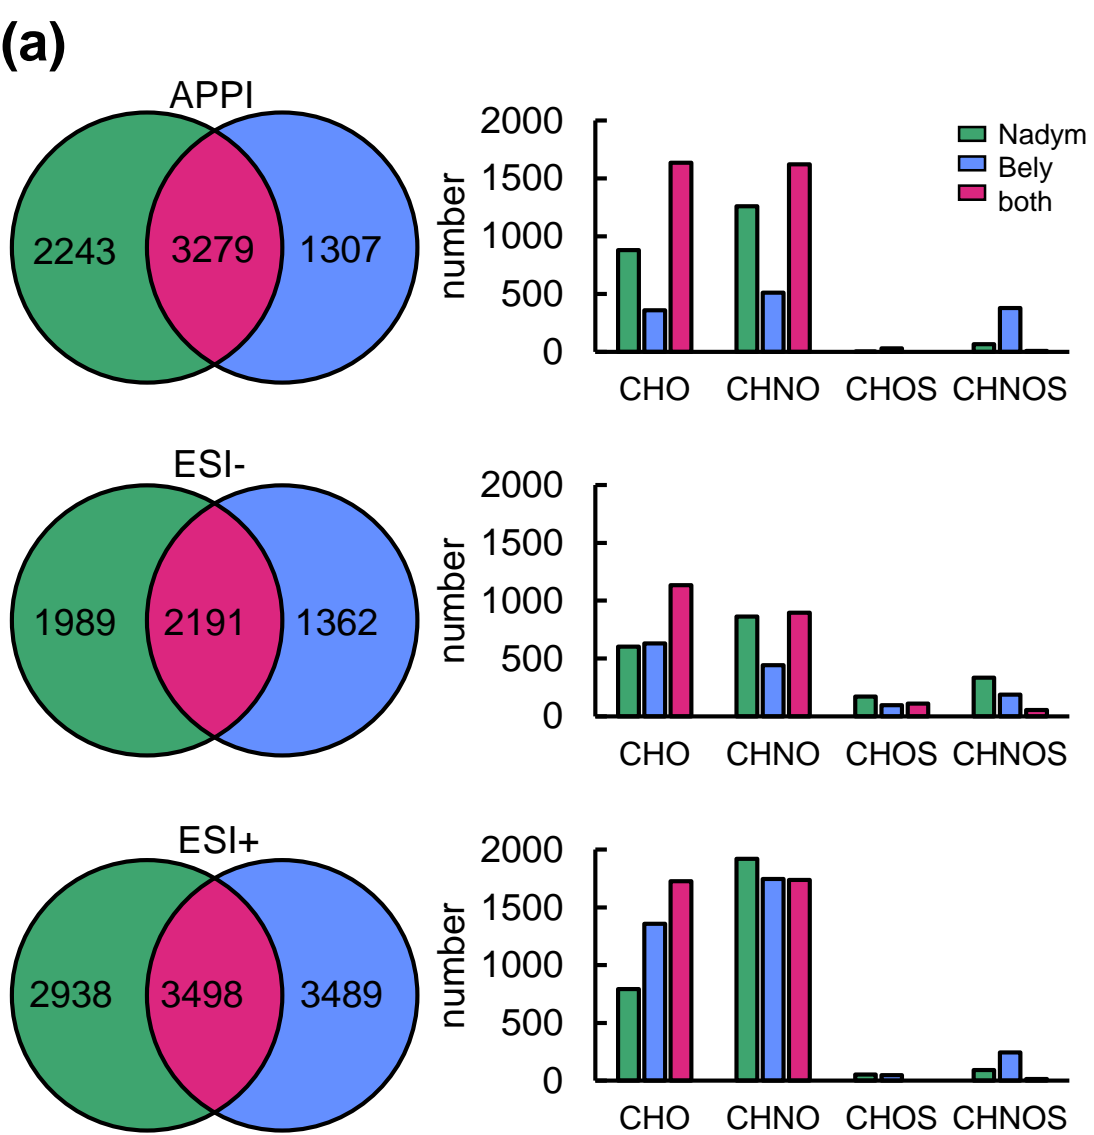 (a)
APPI
2243 3279 1307
number
2000
1500
1000
500
0
CHO CHNO CHOS CHNOS
Nadym
Bely
both
ESI-
1989 2191 1362
number
2000
1500
1000
500
0
CHO CHNO CHOS CHNOS
ESI+
2938 3498 3489
number
2000
1500
1000
500
0
CHO CHNO CHOS CHNOS